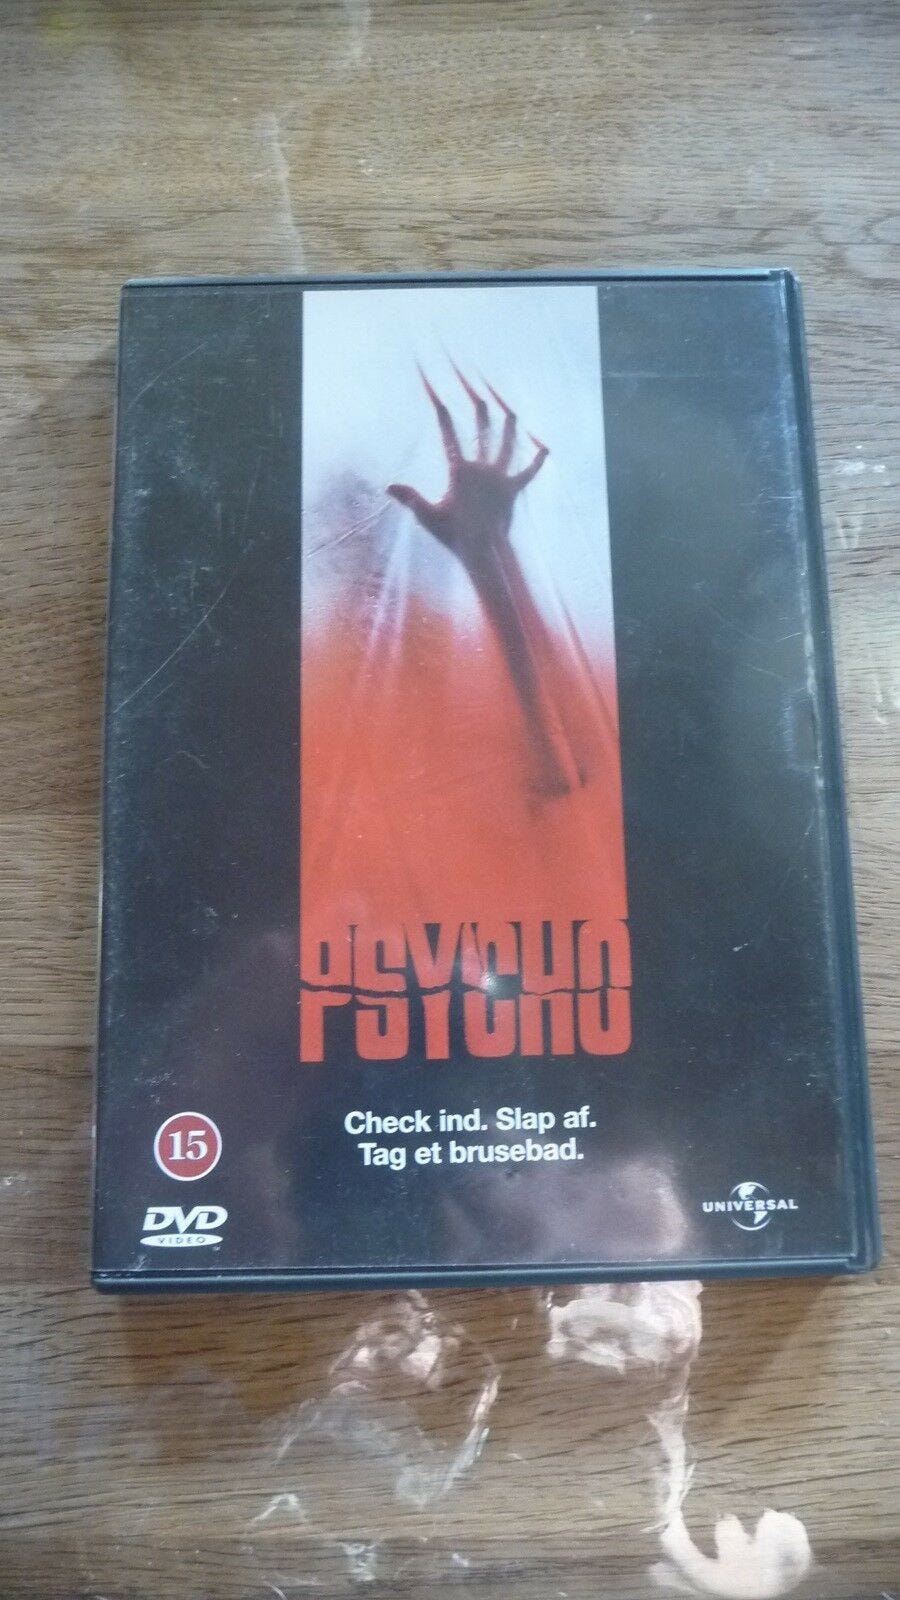 PSYCHO
Check ind. Slap af.
Tag et brusebad.
15
DVD
VIDEO
UNIVERSAL